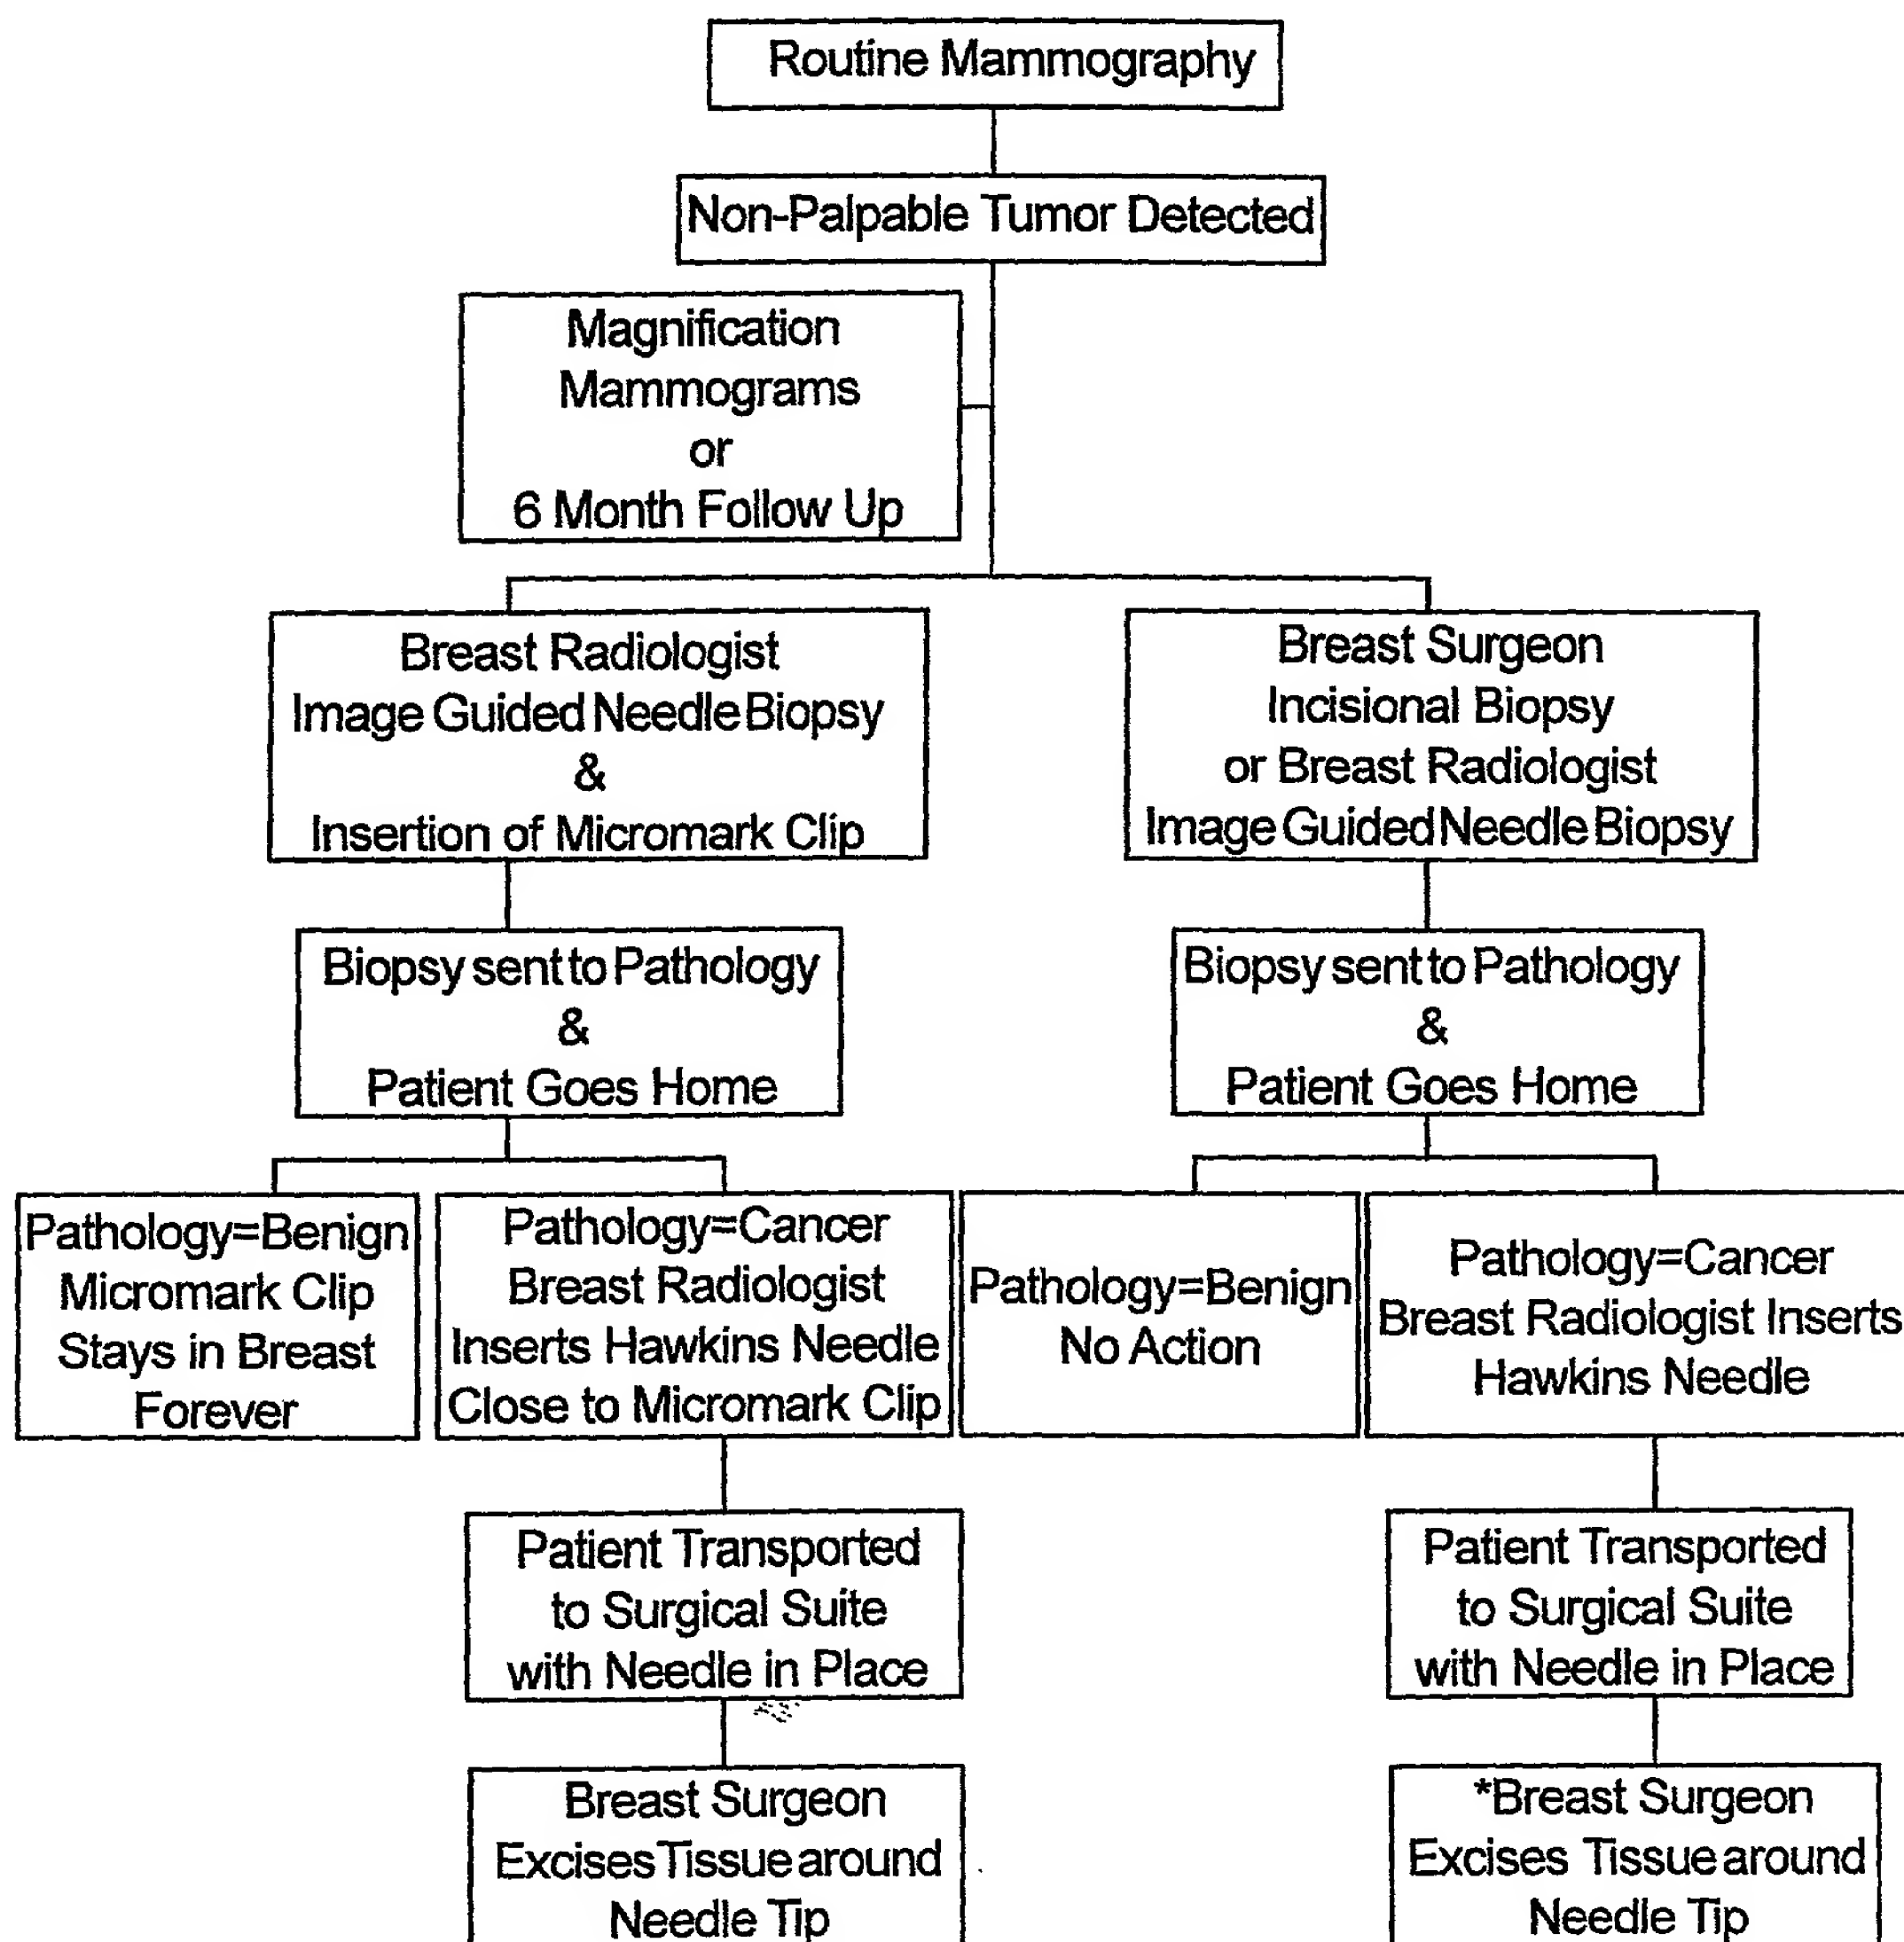 Routine Mammography
Non-Palpable Tumor Detected
Magnification
Mammograms
or
6 Month Follow Up
Breast Radiologist
Image Guided Needle Biopsy
&
Insertion of Micromark Clip
Breast Surgeon
Incisional Biopsy
or Breast Radiologist
Image Guided Needle Biopsy
Biopsy sent to Pathology
&
Patient Goes Home
Biopsy sent to Pathology
&
Patient Goes Home
Pathology=Benign
Micromark Clip
Stays in Breast
Forever
Pathology=Cancer
Breast Radiologist
Inserts Hawkins Needle
Close to Micromark Clip
Pathology=Benign
No Action
Pathology=Cancer
Breast Radiologist Inserts
Hawkins Needle
Patient Transported
to Surgical Suite
with Needle in Place
Patient Transported
to Surgical Suite
with Needle in Place
Breast Surgeon
Excises Tissue around
Needle Tip
*Breast Surgeon
Excises Tissue around
Needle Tip